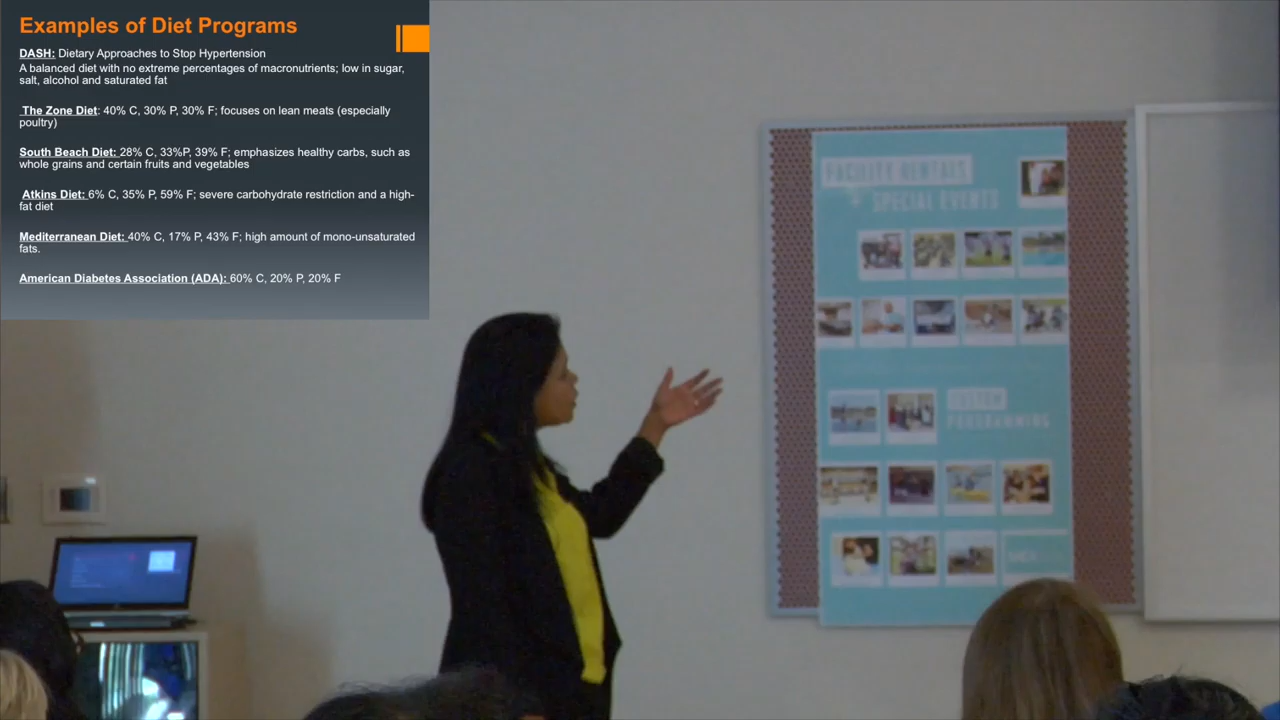 Examples of Diet Programs
DASH: Dietary Approaches to Stop Hypertension
A balanced diet with no extreme percentages of macronutrients; low in sugar,
salt, alcohol and saturated fat
The Zone Diet: 40% C, 30% P, 30% F; focuses on lean meats (especially
poultry)
South Beach Diet: 28% C, 33%P, 39% F; emphasizes healthy carbs, such as
whole grains and certain fruits and vegetables
Atkins Diet: 6% C, 35% P, 59% F; severe carbohydrate restriction and a high-
fat diet
Mediterranean Diet: 40% C, 17% P, 43% F; high amount of mono-unsaturated
fats.
American Diabetes Association (ADA): 60% C, 20% P, 20% F
FACILITY RENTALS
SPECIAL EVENTS
CUSTOM
PROGRAMMING